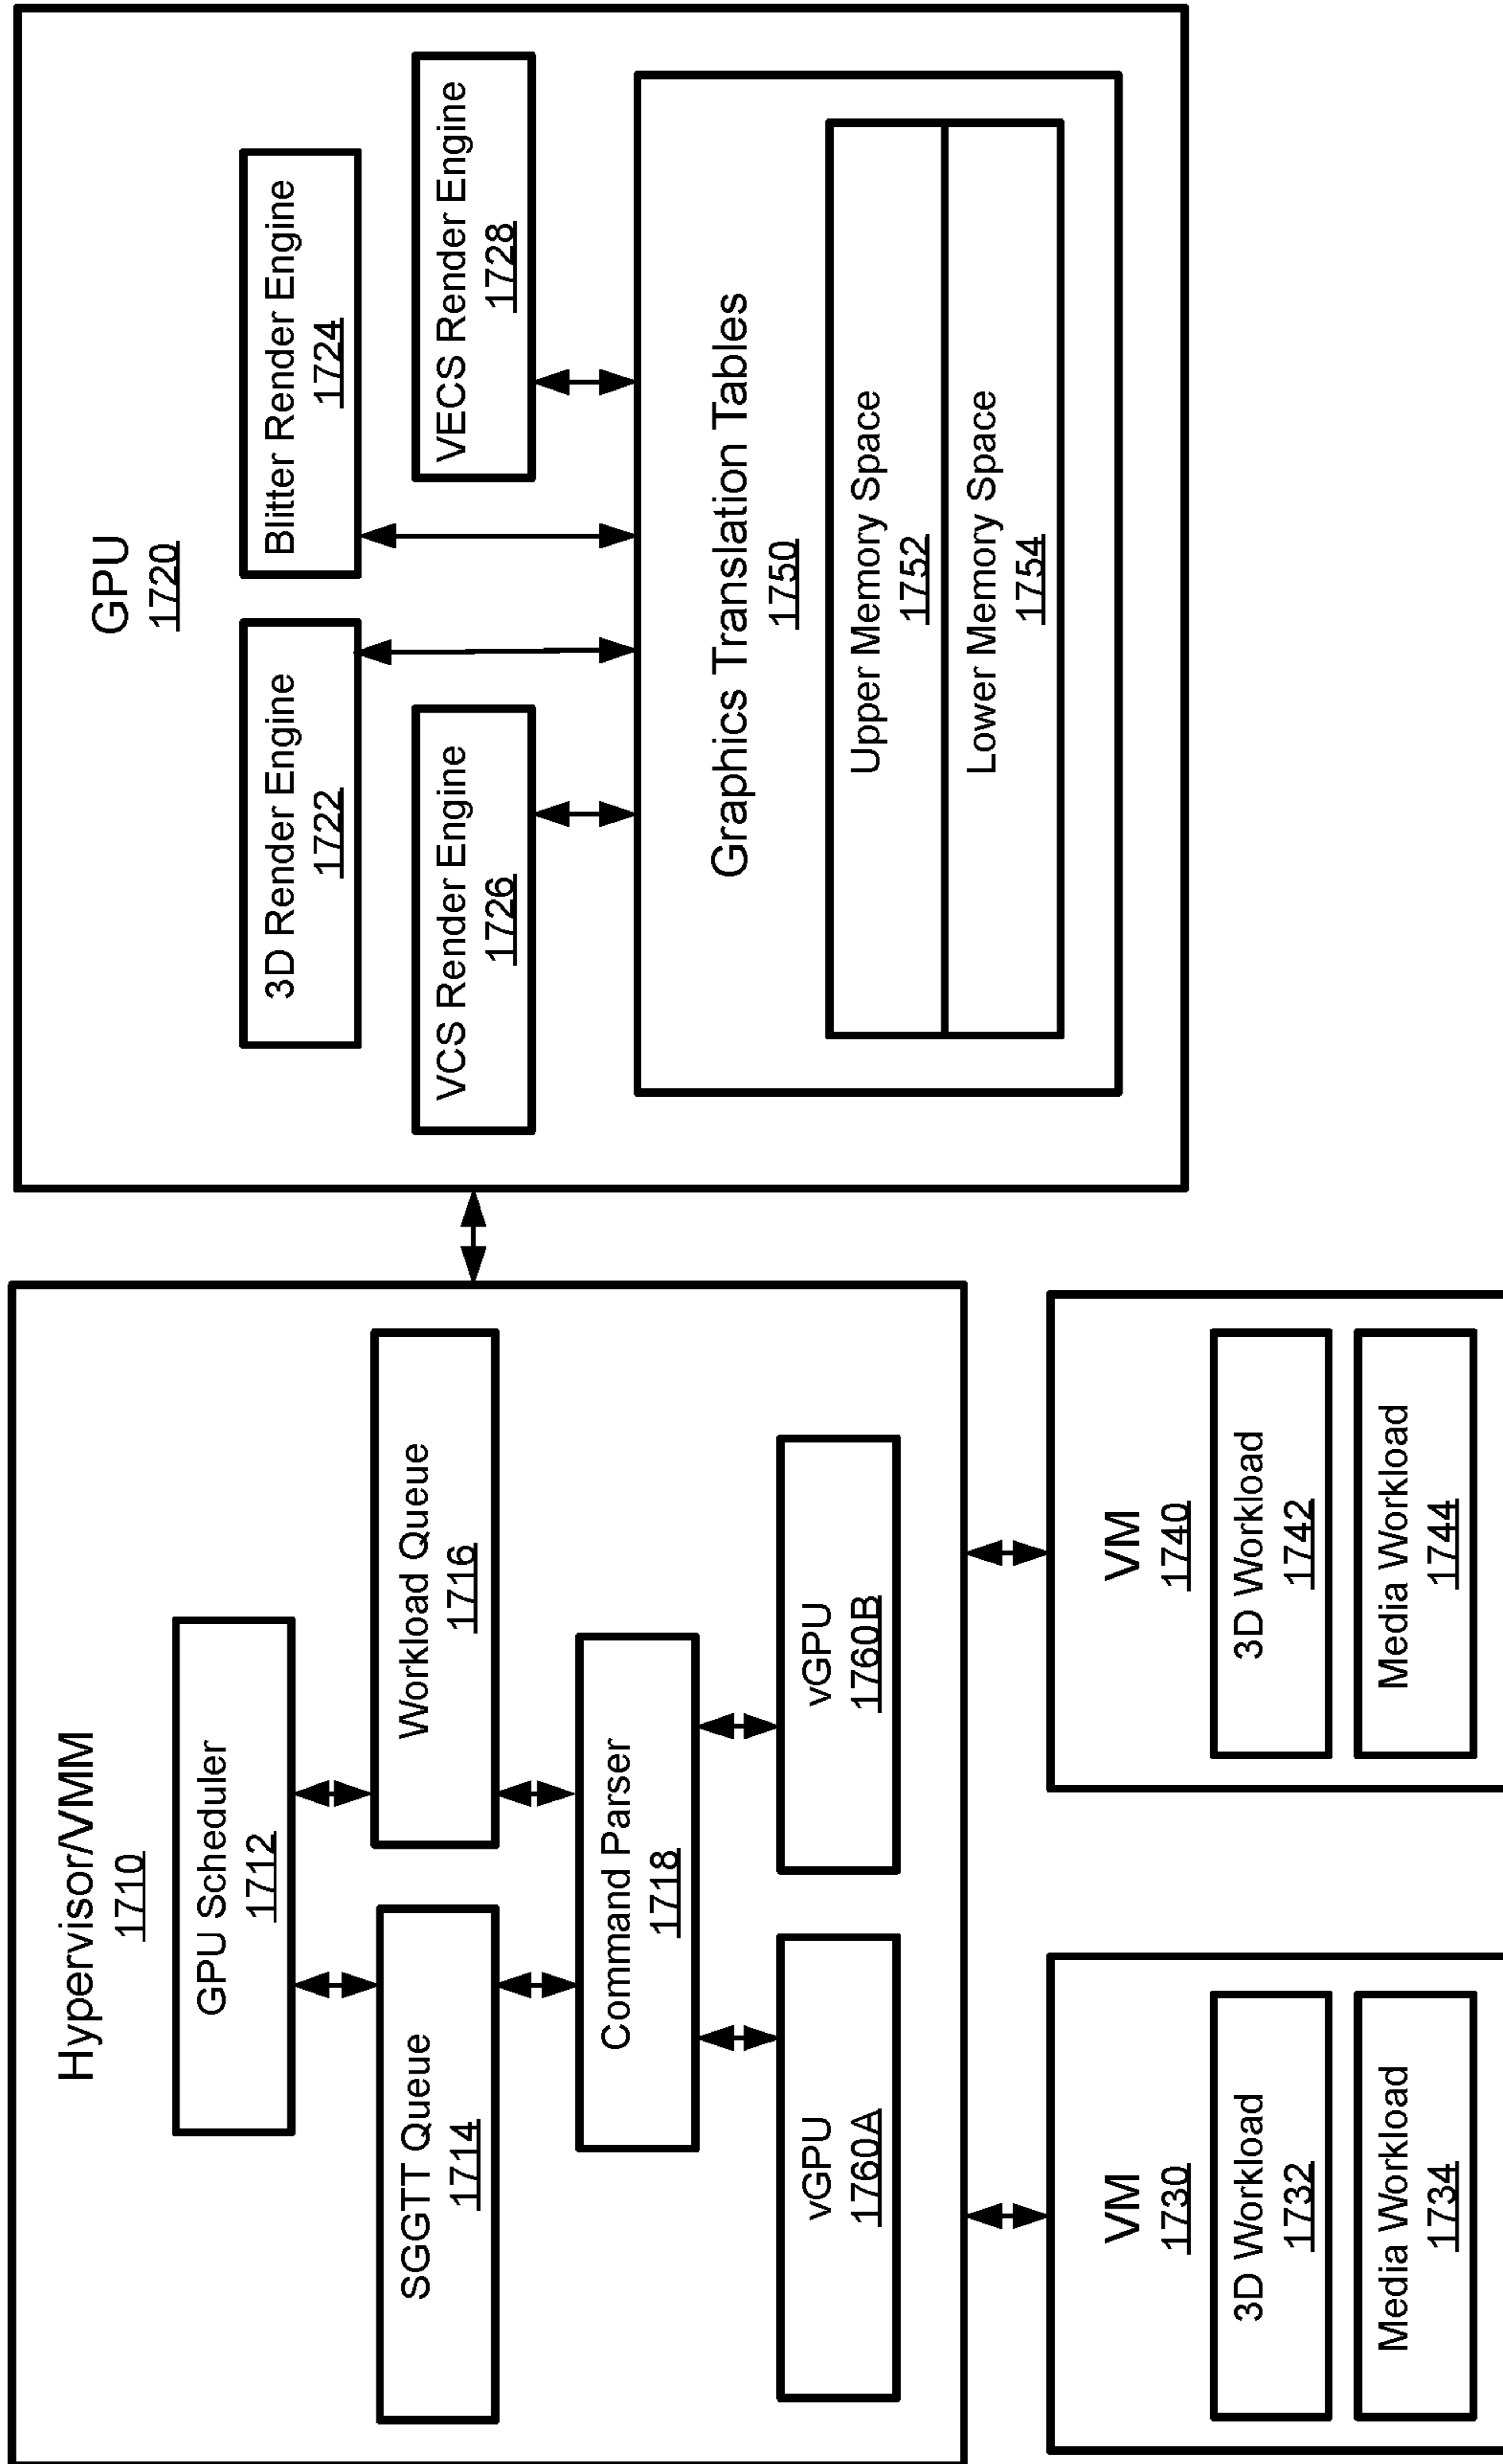 Hypervisor/VMM
1710
GPU Scheduler
1712
SGGTT Queue
1714
Workload Queue
1716
Command Parser
1718
vGPU
1760A
vGPU
1760B
VM
1730
3D Workload
1732
Media Workload
1734
VM
1740
3D Workload
1742
Media Workload
1744
GPU
1720
3D Render Engine
1722
Blitter Render Engine
1724
VCS Render Engine
1726
VECS Render Engine
1728
Graphics Translation Tables
1750
Upper Memory Space
1752
Lower Memory Space
1754